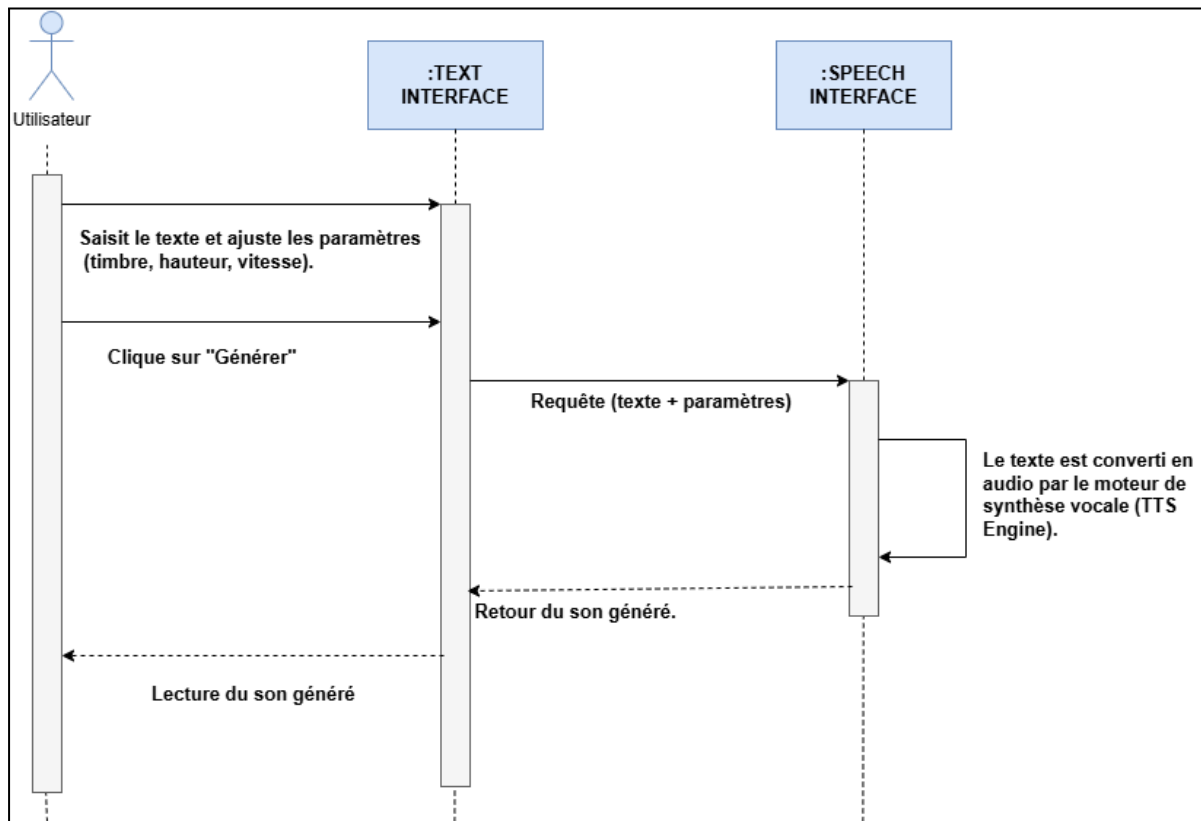 :TEXT
INTERFACE
:SPEECH
INTERFACE
Utilisateur
Saisit le texte et ajuste les paramètres
(timbre, hauteur, vitesse).
Clique sur "Générer"
Requête (texte + paramètres)
Le texte est converti en
audio par le moteur de
synthèse vocale (TTS
Engine).
Retour du son généré.
Lecture du son généré